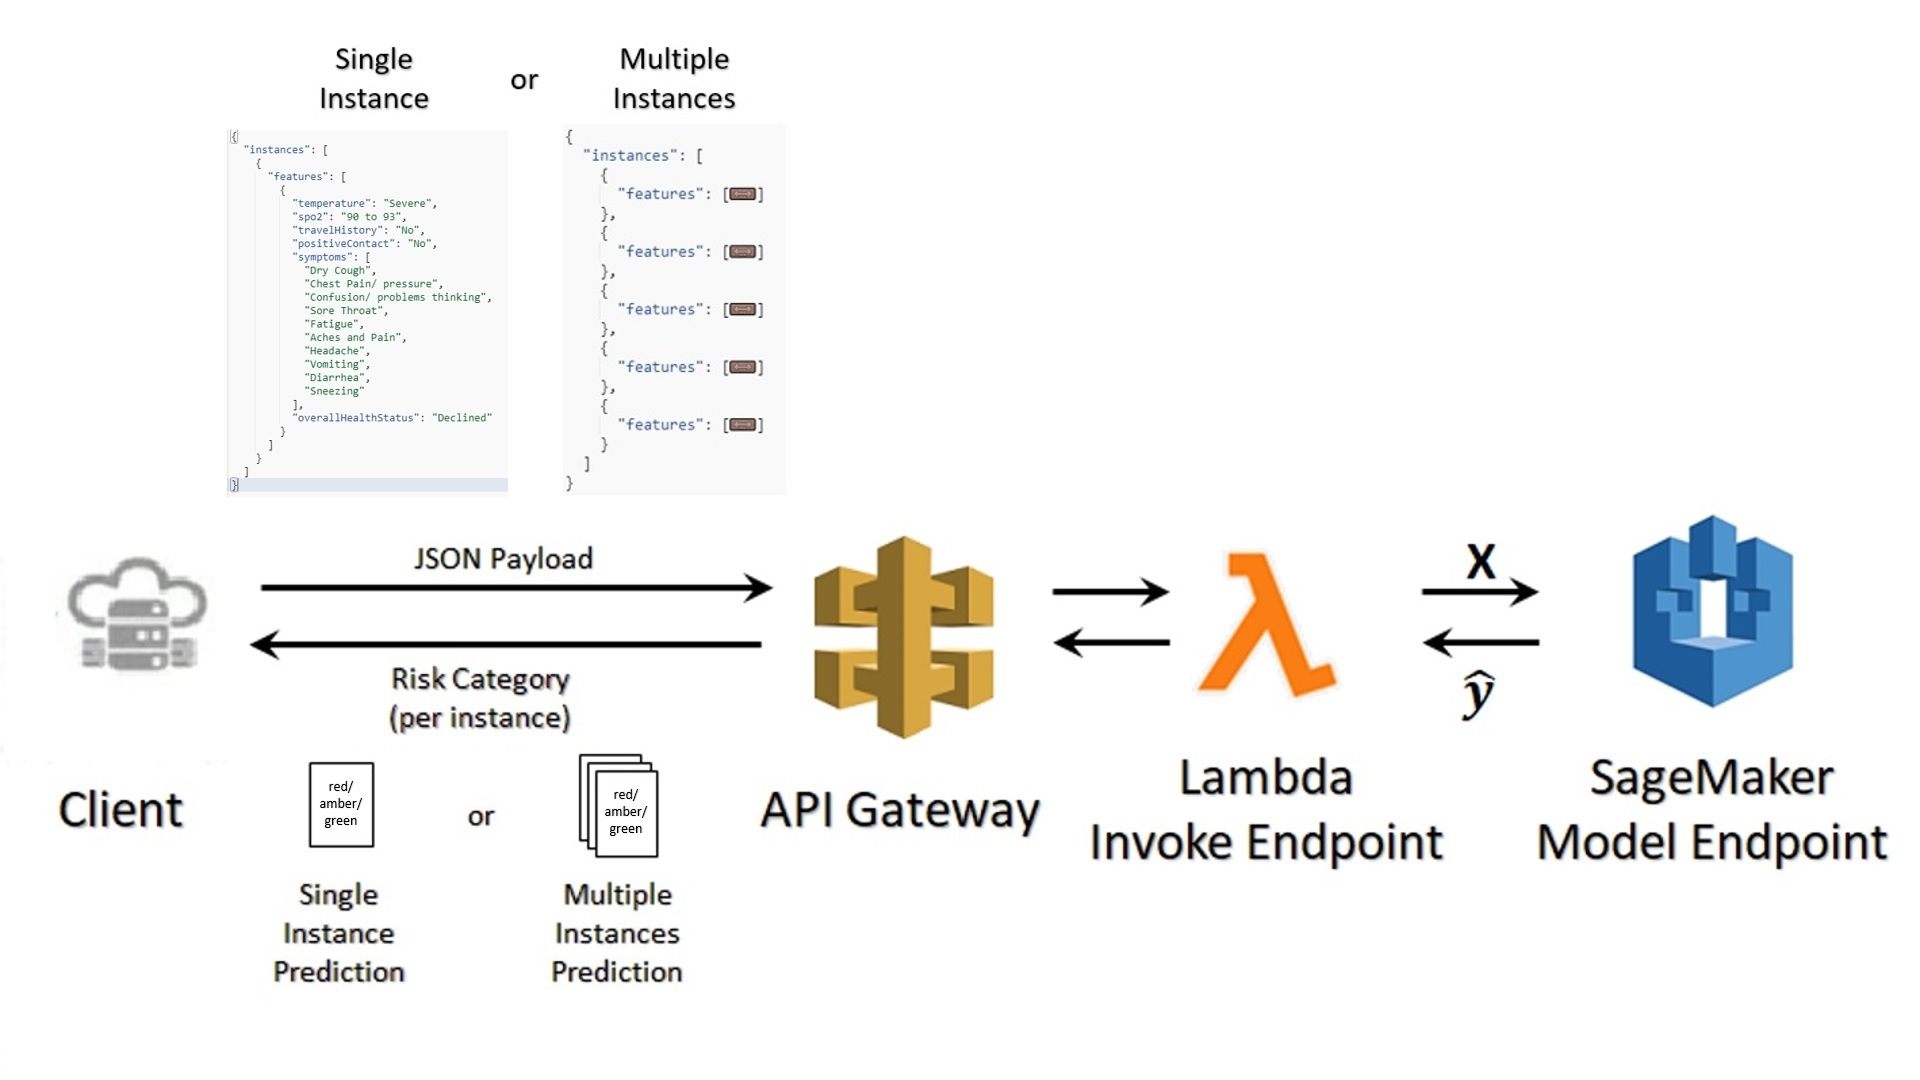 Single
Instance
or
Multiple
Instances
{
"instances": [
{
"features": [
{
"temperature": "Severe",
"spo2": "90 to 93",
"travelHistory": "No",
"positiveContact": "No",
"symptoms": [
"Dry Cough",
"Chest Pain/ pressure",
"Confusion/ problems thinking",
"Sore Throat",
"Fatigue",
"Aches and Pain",
"Headache",
"Vomiting",
"Diarrhea",
"Sneezing"
],
"overallHealthStatus": "Declined"
}
]
}
]
}
{
"instances": [
{
"features": [↔]
},
{
"features": [↔]
},
{
"features": [↔]
},
{
"features": [↔]
},
{
"features": [↔]
}
]
}
JSON Payload
Risk Category
(per instance)
X
ŷ
Client
red/
amber/
green
or
red/
amber/
green
Single
Instance
Prediction
Multiple
Instances
Prediction
API Gateway
Lambda
Invoke Endpoint
SageMaker
Model Endpoint